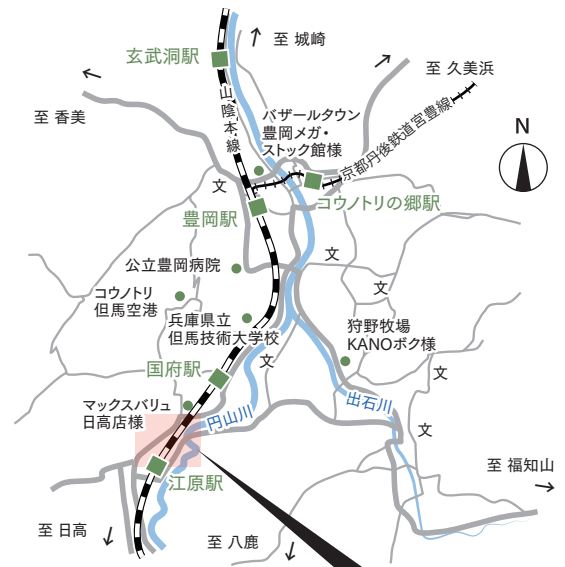 至 城崎
玄武洞駅
至 久美浜
至 香美
山陰本線
バザールタウン
豊岡メガ・
ストック館様
京都丹後鉄道宮豊線
N
文
コウノトリの郷駅
豊岡駅
文
公立豊岡病院
文
コウノトリ
但馬空港
兵庫県立
但馬技術大学校
狩野牧場
KANOボク様
文
国府駅
文
マックスバリュ
日高店様
円山川
出石川
文
至 福知山
江原駅
至 日高
至 八鹿